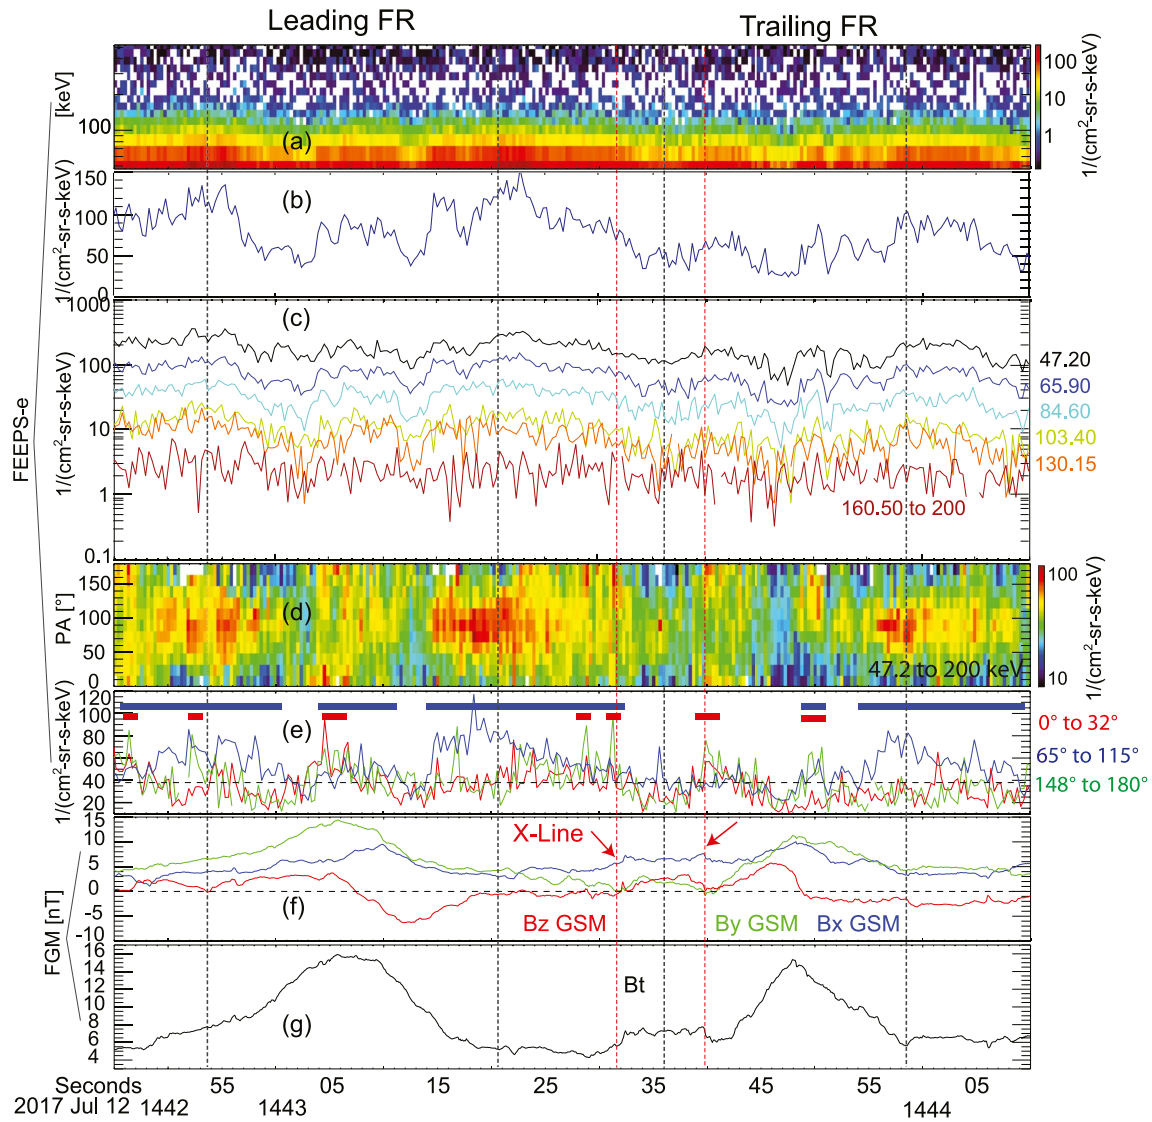 Leading FR
Trailing FR
[keV]
100
(a)
100
10
1
1/(cm²-sr-s-keV)
1/(cm²-sr-s-keV)
150
100
50
0
(b)
FEEPS-e
1/(cm²-sr-s-keV)
1000
100
10
1
0.1
(c)
47.20
65.90
84.60
103.40
130.15
160.50 to 200
PA [°]
150
100
50
0
(d)
47.2 to 200 keV
100
10
1/(cm²-sr-s-keV)
1/(cm²-sr-s-keV)
120
100
80
60
40
20
(e)
0° to 32°
65° to 115°
148° to 180°
FGM [nT]
15
10
5
0
-5
-10
X-Line
(f)
Bz GSM
By GSM
Bx GSM
16
14
12
10
8
6
4
Bt
(g)
Seconds 55 05 15 25 35 45 55 05
2017 Jul 12 1442 1443 1444